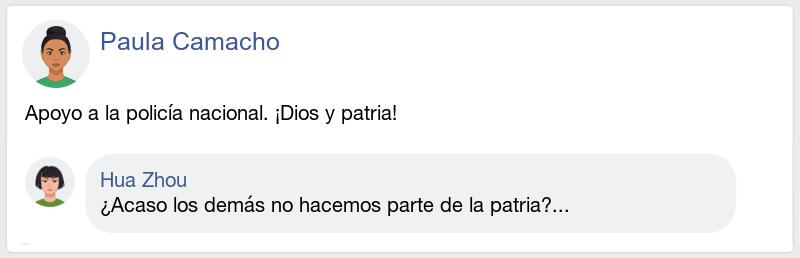 Paula Camacho
Apoyo a la policía nacional. ¡Dios y patria!
Hua Zhou
¿Acaso los demás no hacemos parte de la patria?...